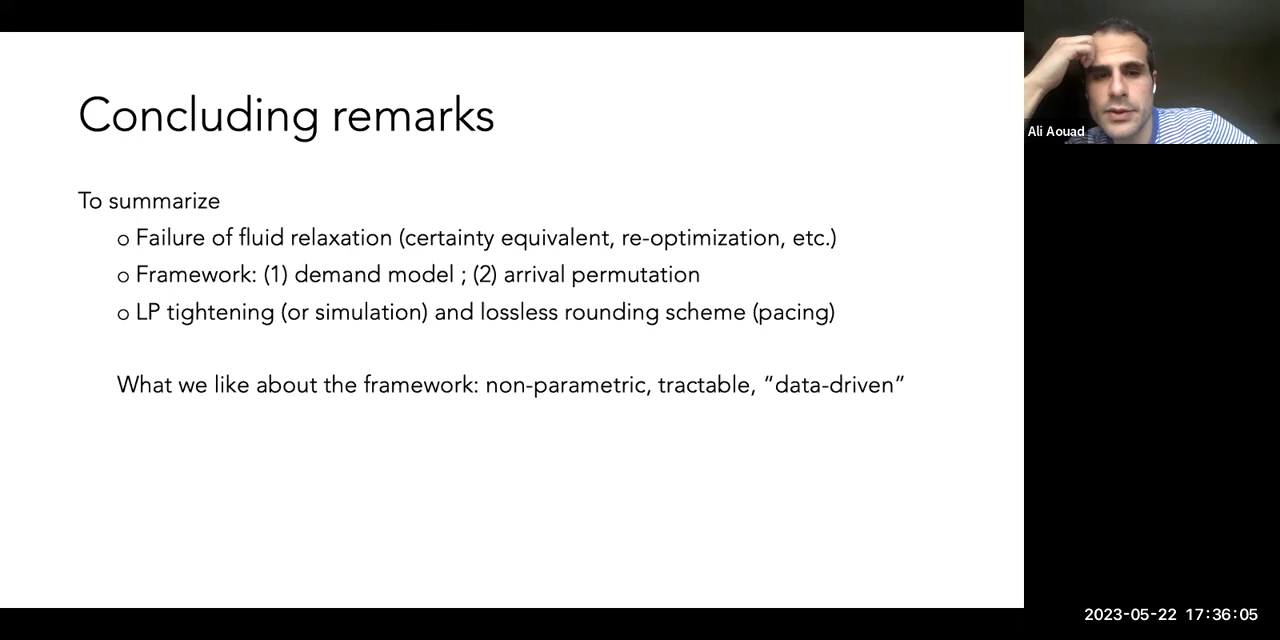 Concluding remarks
Ali Aouad
To summarize
o Failure of fluid relaxation (certainty equivalent, re-optimization, etc.)
o Framework: (1) demand model ; (2) arrival permutation
o LP tightening (or simulation) and lossless rounding scheme (pacing)
What we like about the framework: non-parametric, tractable, ”data-driven”
2023-05-22 17:36:05